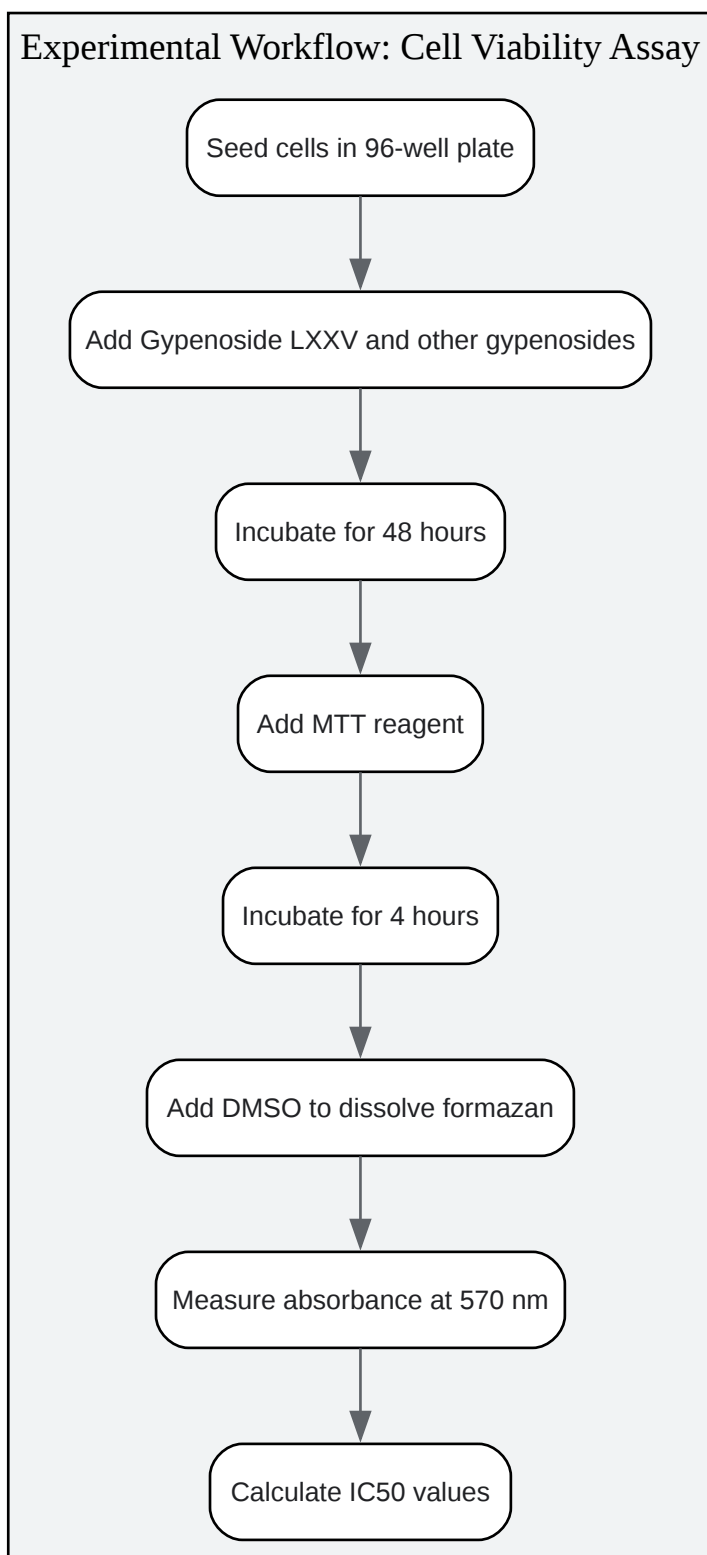 Experimental Workflow: Cell Viability Assay
Seed cells in 96-well plate
Add Gypenoside LXXV and other gypenosides
Incubate for 48 hours
Add MTT reagent
Incubate for 4 hours
Add DMSO to dissolve formazan
Measure absorbance at 570 nm
Calculate IC50 values